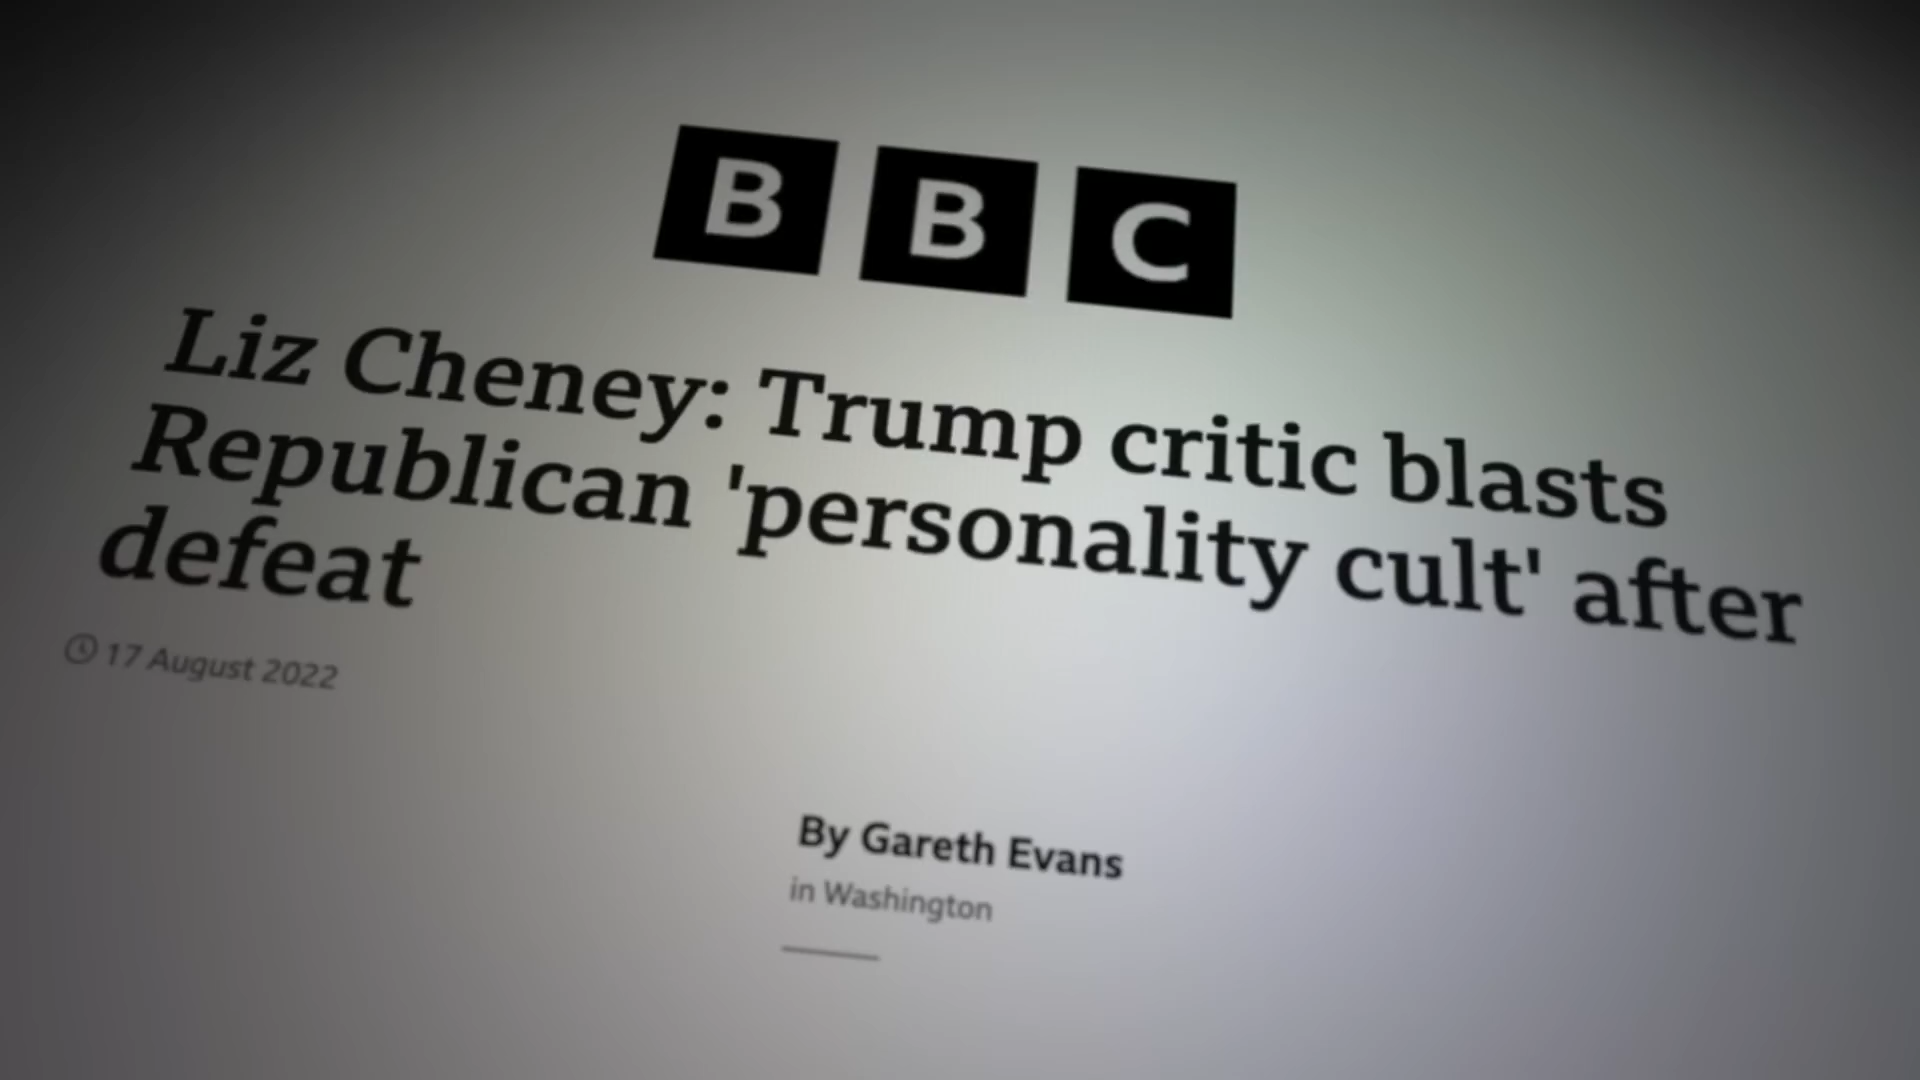 BBC
Liz Cheney: Trump critic blasts
Republican 'personality cult' after
defeat
17 August 2022
By Gareth Evans
in Washington